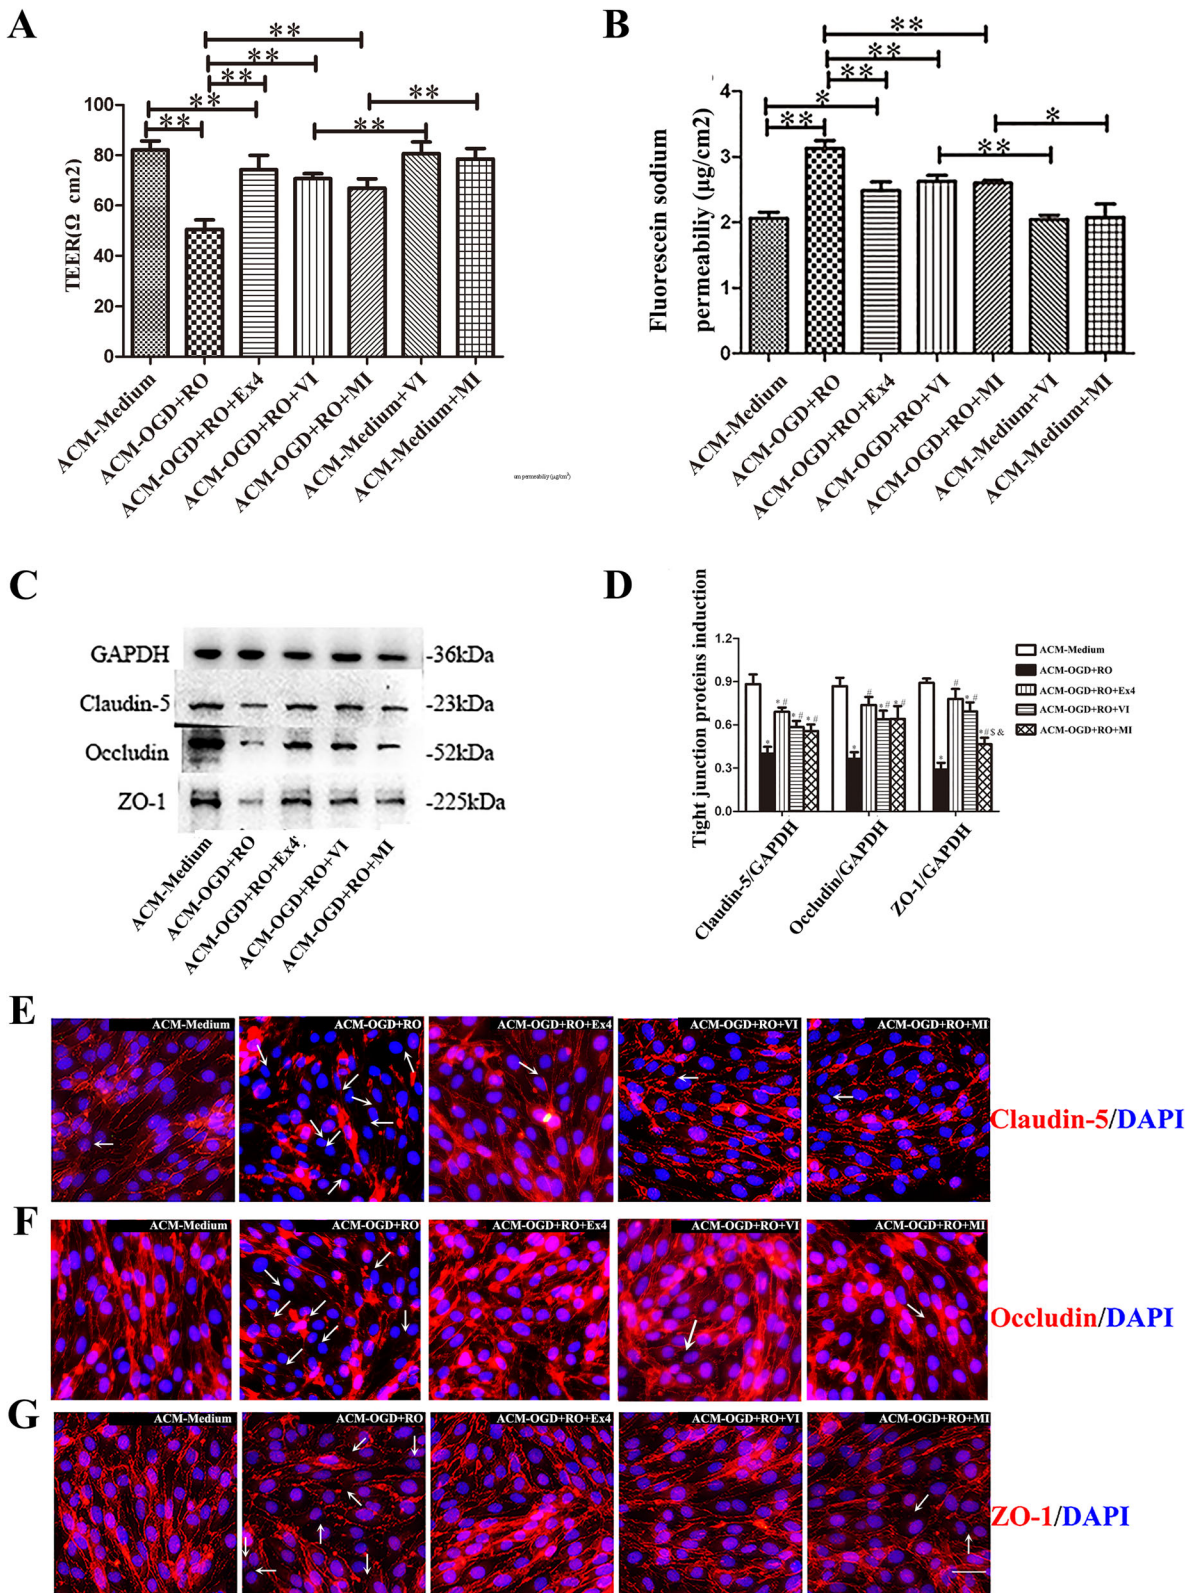 A
**
**
**
**
**
**
**
TEER(Ω cm2)
100
80
60
40
20
0
ACM-Medium
ACM-OGD+RO
ACM-OGD+RO+Ex4
ACM-OGD+RO+VI
ACM-OGD+RO+MI
ACM-Medium+VI
ACM-Medium+MI
B
**
**
**
*
**
*
**
Fluorescein sodium
permeabiliy (μg/cm2)
4
3
2
1
0
ACM-Medium
ACM-OGD+RO
ACM-OGD+RO+Ex4
ACM-OGD+RO+VI
ACM-OGD+RO+MI
ACM-Medium+VI
ACM-Medium+MI
um permeabiliy (μg/cm²)
C
GAPDH -36kDa
Claudin-5 -23kDa
Occludin -52kDa
ZO-1 -225kDa
ACM-Medium
ACM-OGD+RO
ACM-OGD+RO+Ex4
ACM-OGD+RO+VI
ACM-OGD+RO+MI
D
Tight junction proteins induction
1.2
0.9
0.6
0.3
0.0
*
* #
* #
* #
*
#
* #
* #
*
#
* #
*# $ &
Claudin-5/GAPDH
Occludin/GAPDH
ZO-1/GAPDH
ACM-Medium
ACM-OGD+RO
ACM-OGD+RO+Ex4
ACM-OGD+RO+VI
ACM-OGD+RO+MI
E
ACM-Medium
ACM-OGD+RO
ACM-OGD+RO+Ex4
ACM-OGD+RO+VI
ACM-OGD+RO+MI
Claudin-5/DAPI
F
ACM-Medium
ACM-OGD+RO
ACM-OGD+RO+Ex4
ACM-OGD+RO+VI
ACM-OGD+RO+MI
Occludin/DAPI
G
ACM-Medium
ACM-OGD+RO
ACM-OGD+RO+Ex4
ACM-OGD+RO+VI
ACM-OGD+RO+MI
ZO-1/DAPI